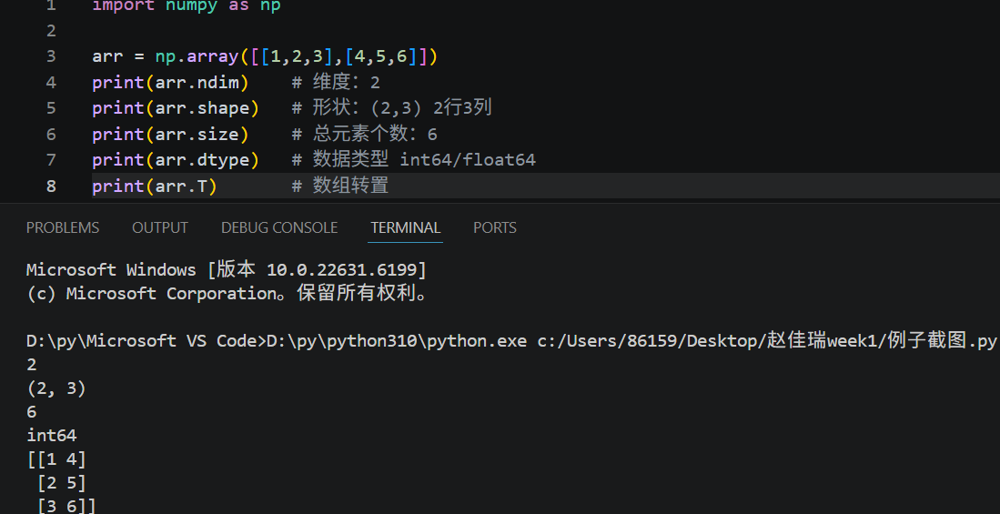 1 import numpy as np
2
3 arr = np.array([[1,2,3],[4,5,6]])
4 print(arr.ndim)    # 维度：2
5 print(arr.shape)   # 形状：(2,3) 2行3列
6 print(arr.size)    # 总元素个数：6
7 print(arr.dtype)   # 数据类型 int64/float64
8 print(arr.T)       # 数组转置
PROBLEMS OUTPUT DEBUG CONSOLE TERMINAL PORTS
Microsoft Windows [版本 10.0.22631.6199]
(c) Microsoft Corporation。保留所有权利。
D:\py\Microsoft VS Code>D:\py\python310\python.exe c:/Users/86159/Desktop/赵佳瑞week1/例子截图.py
2
(2, 3)
6
int64
[[1 4]
 [2 5]
 [3 6]]